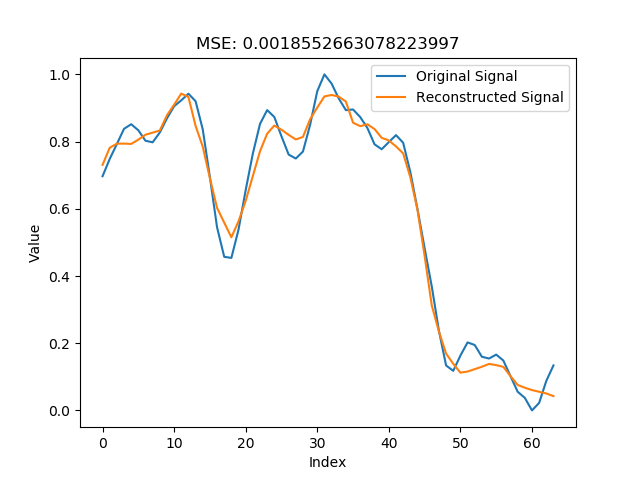 MSE: 0.0018552663078223997
Original Signal
Reconstructed Signal
1.0
0.8
0.6
0.4
0.2
0.0
Value
0 10 20 30 40 50 60
Index